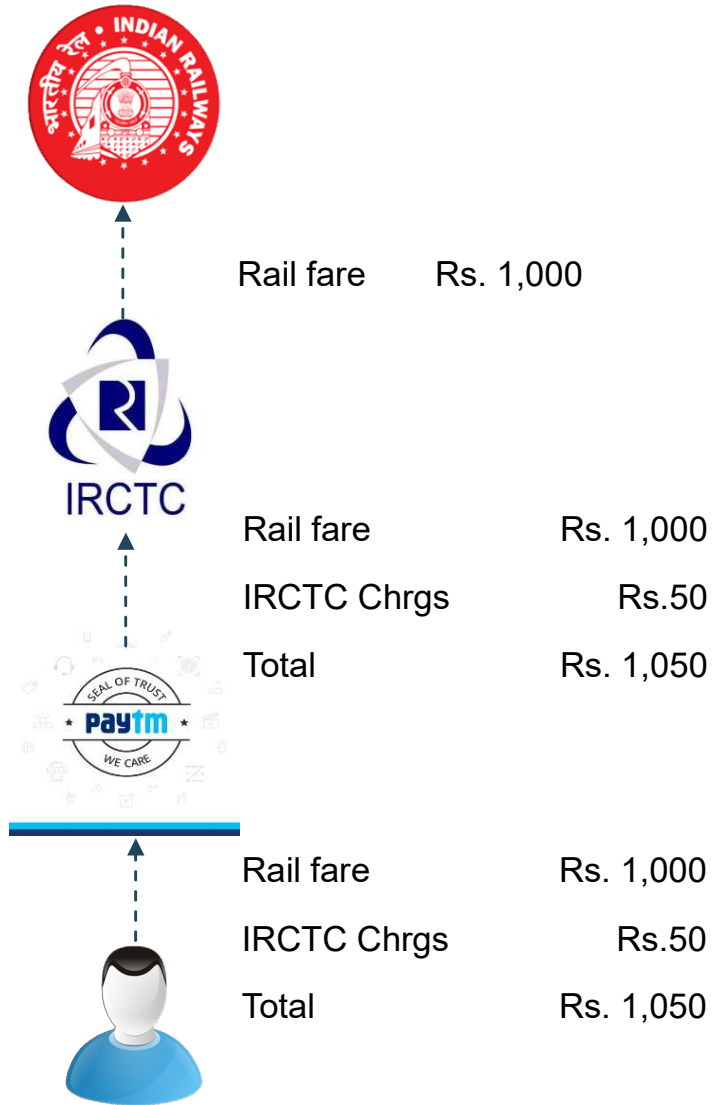 भारतीय रेल • INDIAN RAILWAYS
Rail fare Rs. 1,000
R
IRCTC
Rail fare Rs. 1,000
IRCTC Chrgs Rs.50
Total Rs. 1,050
SEAL OF TRUST
paytm
WE CARE
Rail fare Rs. 1,000
IRCTC Chrgs Rs.50
Total Rs. 1,050